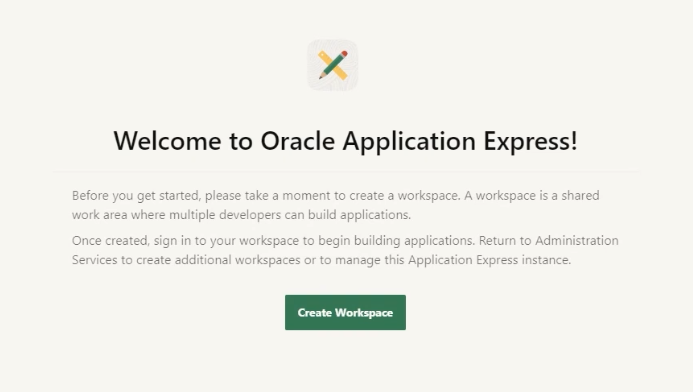 Welcome to Oracle Application Express!
Before you get started, please take a moment to create a workspace. A workspace is a shared
work area where multiple developers can build applications.
Once created, sign in to your workspace to begin building applications. Return to Administration
Services to create additional workspaces or to manage this Application Express instance.
Create Workspace